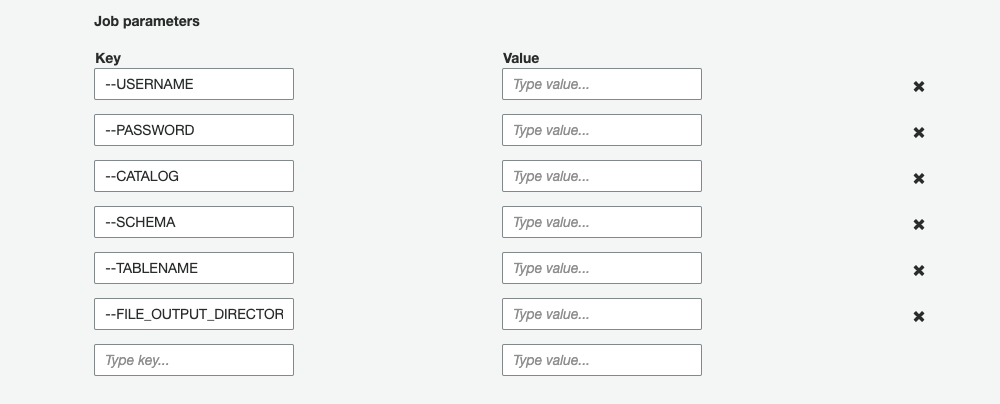 Job parameters
Key Value
--USERNAME Type value...
--PASSWORD Type value...
--CATALOG Type value...
--SCHEMA Type value...
--TABLENAME Type value...
--FILE_OUTPUT_DIRECTOR Type value...
Type key... Type value...